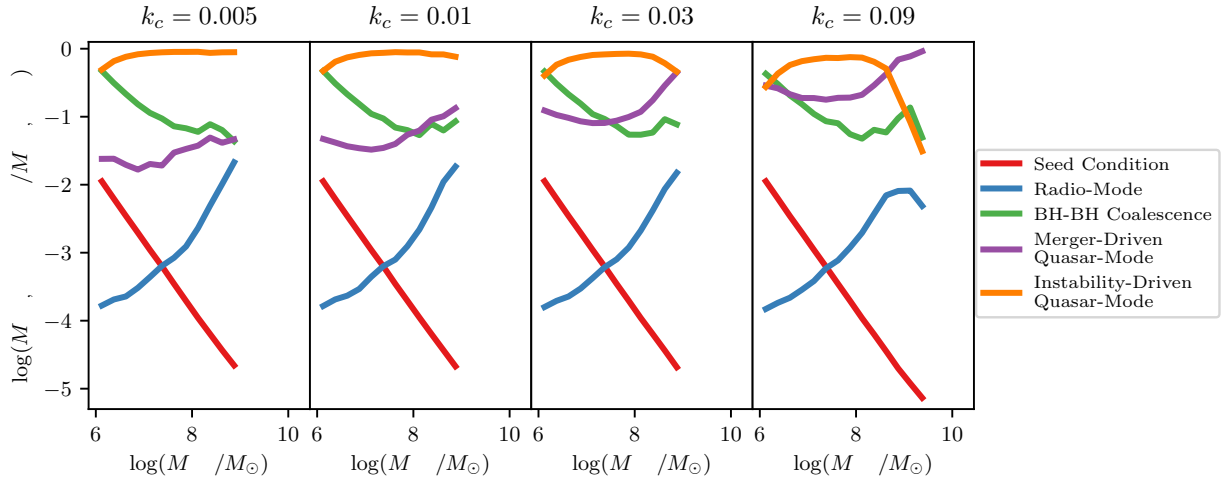 k_c = 0.005
k_c = 0.01
k_c = 0.03
k_c = 0.09
0
−1
−2
−3
−4
−5
log(M , /M , )
6 8 10
6 8 10
6 8 10
6 8 10
log(M /M⊙)
log(M /M⊙)
log(M /M⊙)
log(M /M⊙)
Seed Condition
Radio-Mode
BH-BH Coalescence
Merger-Driven
Quasar-Mode
Instability-Driven
Quasar-Mode